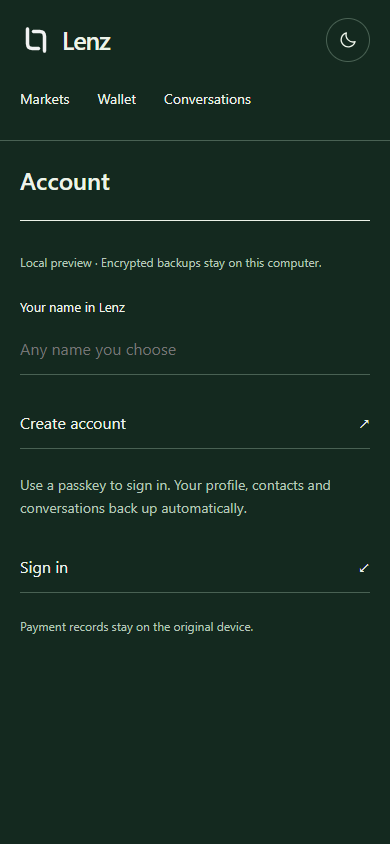 Lenz
Markets Wallet Conversations
Account
Local preview · Encrypted backups stay on this computer.
Your name in Lenz
Any name you choose
Create account ↗
Use a passkey to sign in. Your profile, contacts and
conversations back up automatically.
Sign in ↙
Payment records stay on the original device.